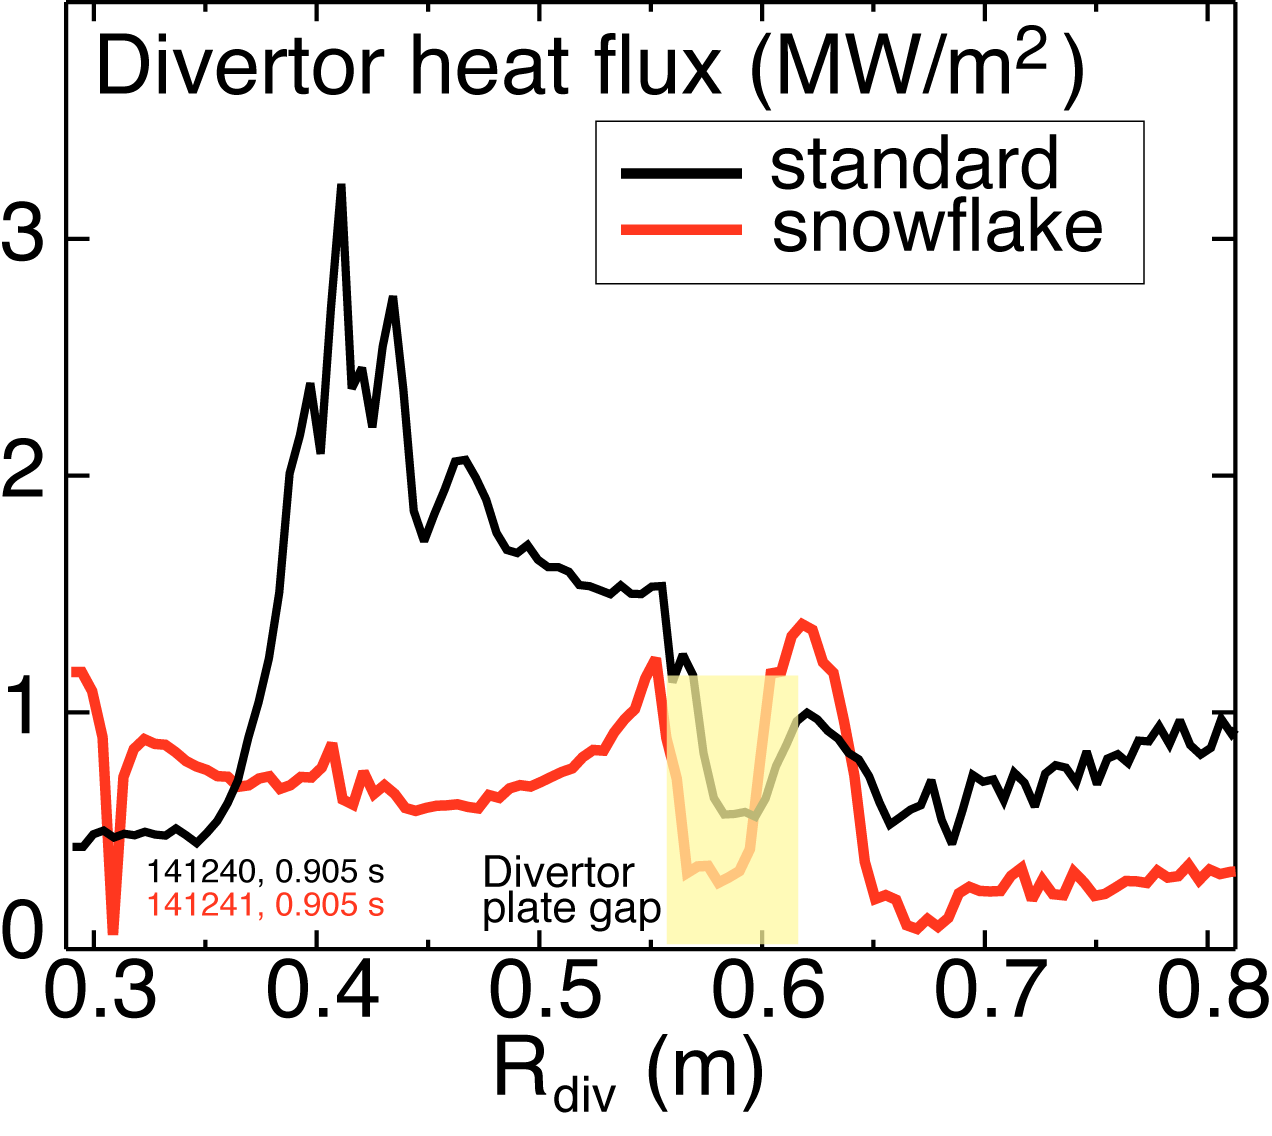 Divertor heat flux (MW/m²)
standard
snowflake
3
2
1
0
141240, 0.905 s
141241, 0.905 s
Divertor
plate gap
0.3 0.4 0.5 0.6 0.7 0.8
R_div (m)